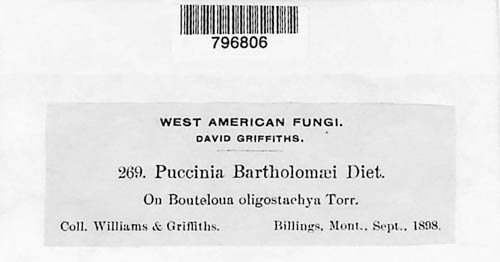 796806
WEST AMERICAN FUNGI.
DAVID GRIFFITHS.
269. Puccinia Bartholomæi Diet.
On Bouteloua oligostachya Torr.
Coll. Williams & Griffiths. Billings, Mont., Sept., 1898.